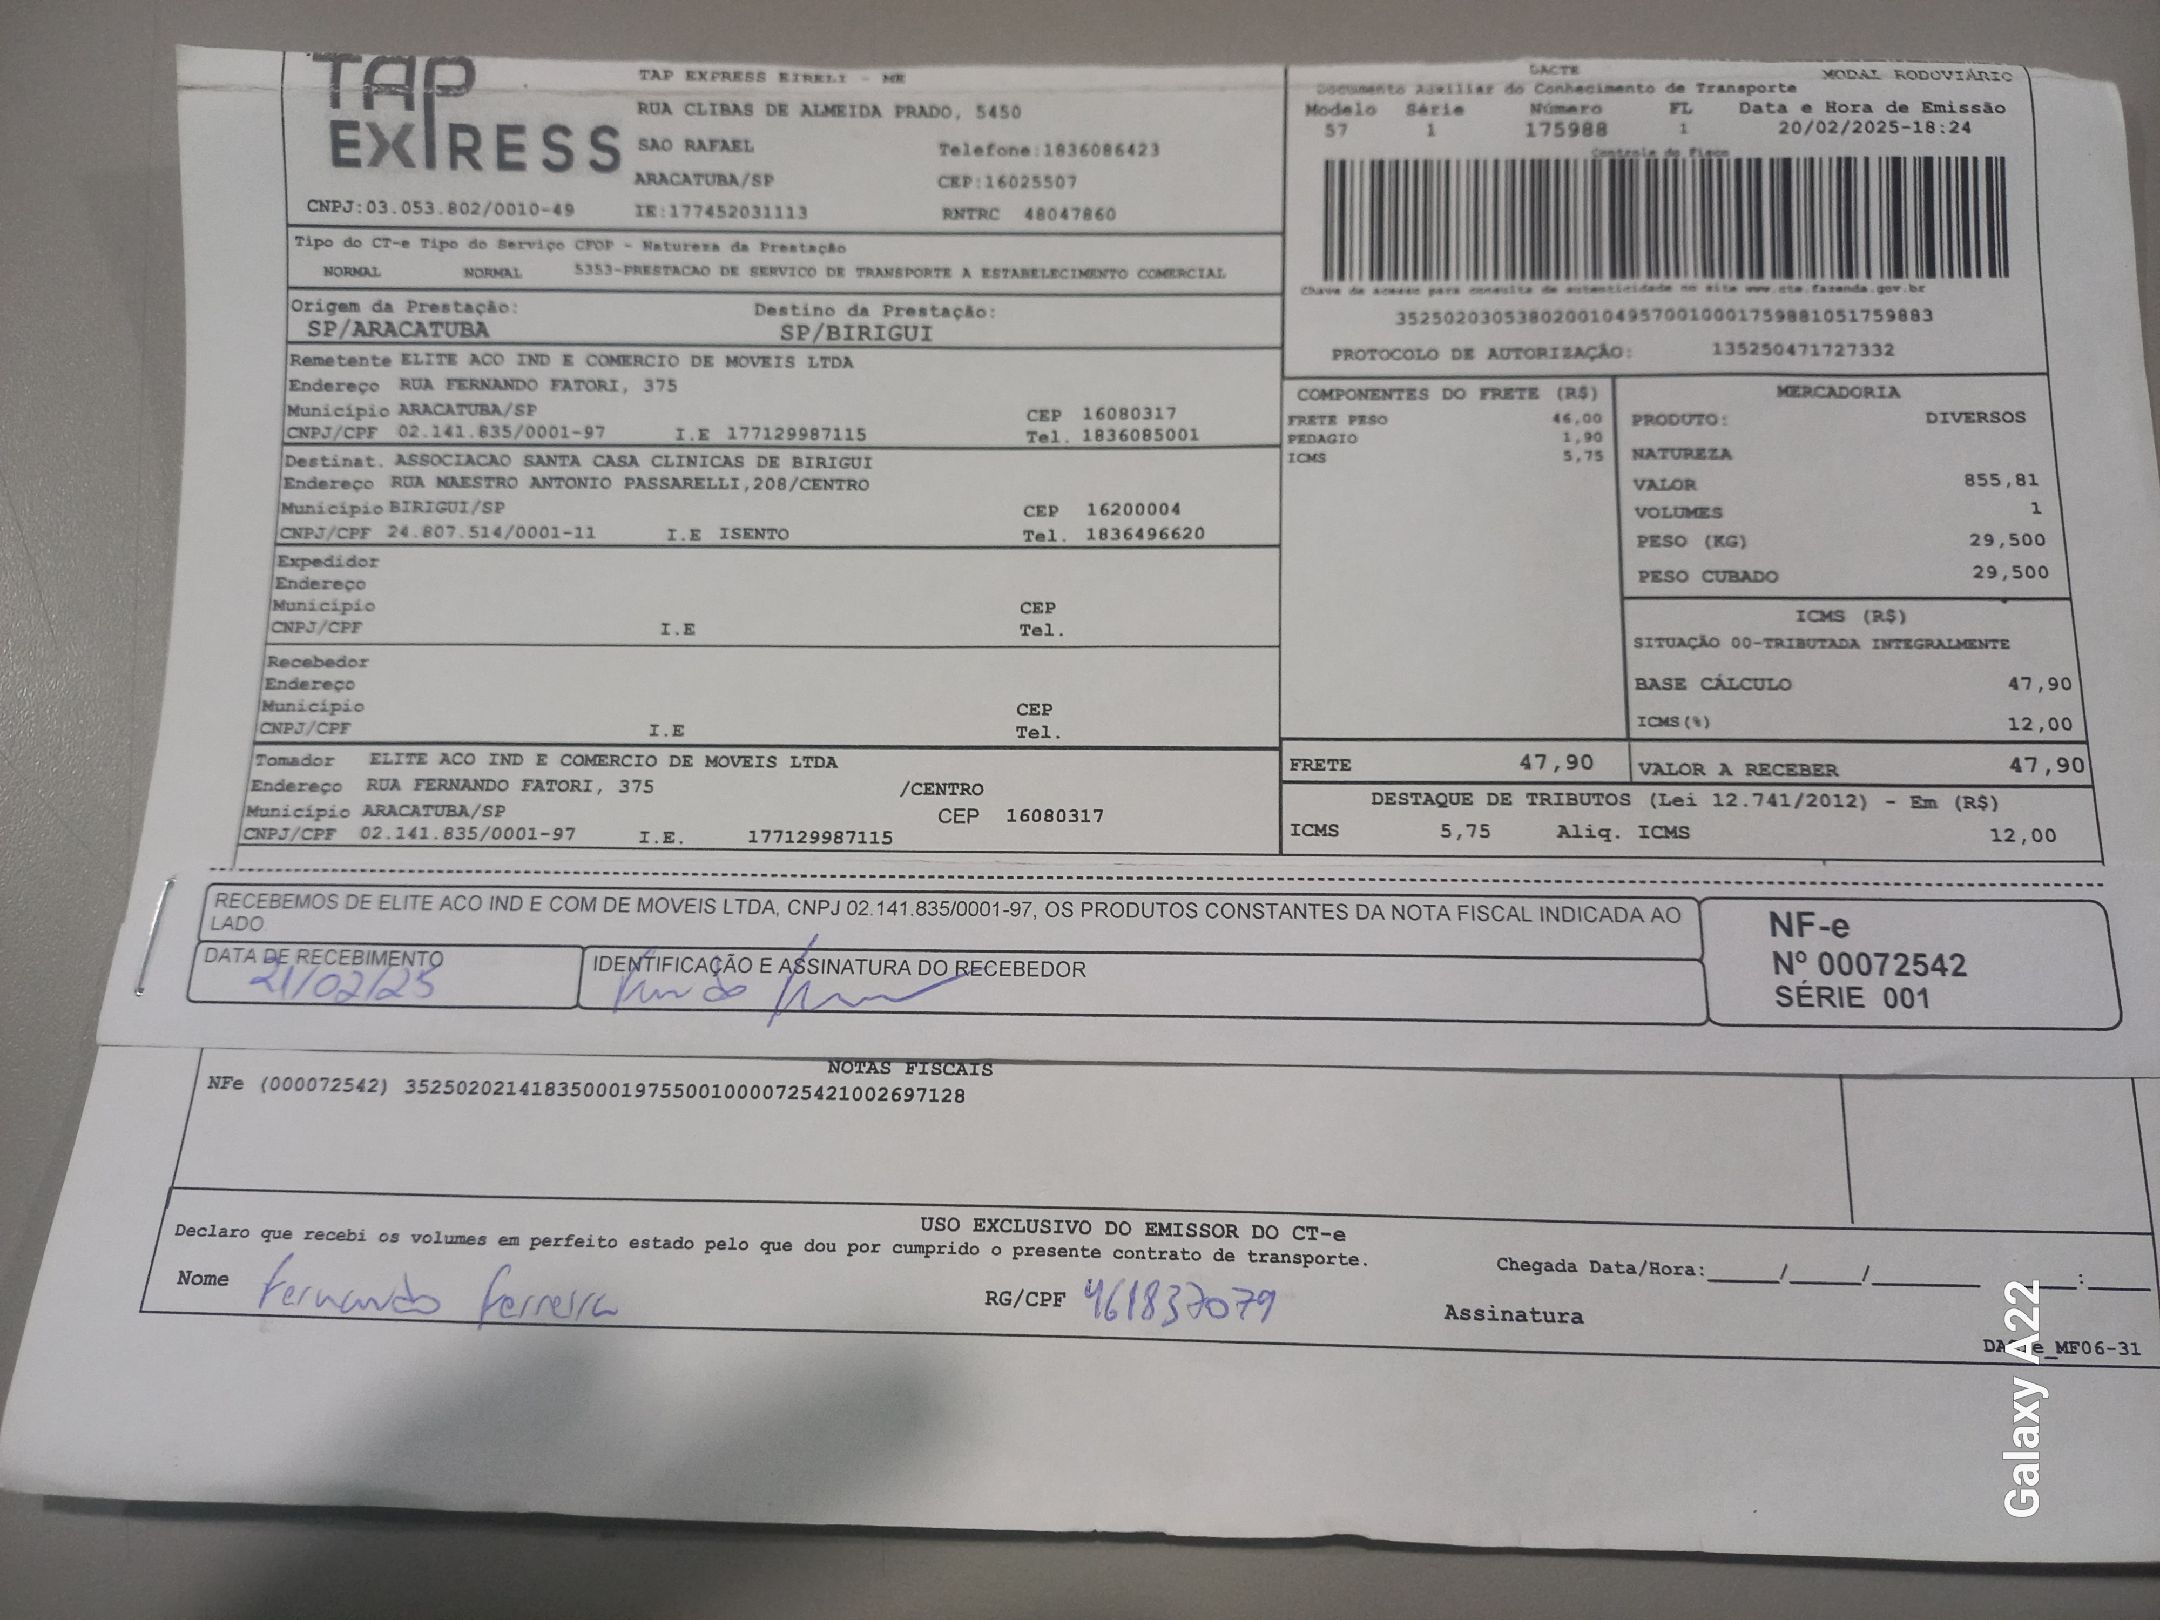 TAP EXPRESS
TAP EXPRESS EIRELI - ME
RUA CLIBAS DE ALMEIDA PRADO, 5450
SAO RAFAEL Telefone:1836086423
ARACATUBA/SP CEP:16025507
CNPJ:03.053.802/0010-49 IE:177452031113 RNTRC 48047860
DACTE MODAL RODOVIÁRIO
Documento Auxiliar do Conhecimento de Transporte
Modelo Série Número FL Data e Hora de Emissão
57 1 175988 1 20/02/2025-18:24
Controle do Fisco
Chave de acesso para consulta de autenticidade no site www.cte.fazenda.gov.br
35250203053802001049570010001759881051759883
PROTOCOLO DE AUTORIZAÇÃO: 135250471727332
Tipo do CT-e Tipo do Serviço CFOP - Natureza da Prestação
NORMAL NORMAL 5353-PRESTACAO DE SERVICO DE TRANSPORTE A ESTABELECIMENTO COMERCIAL
Origem da Prestação: Destino da Prestação:
SP/ARACATUBA SP/BIRIGUI
Remetente ELITE ACO IND E COMERCIO DE MOVEIS LTDA
Endereço RUA FERNANDO FATORI, 375
Município ARACATUBA/SP CEP 16080317
CNPJ/CPF 02.141.835/0001-97 I.E 177129987115 Tel. 1836085001
Destinat. ASSOCIACAO SANTA CASA CLINICAS DE BIRIGUI
Endereço RUA MAESTRO ANTONIO PASSARELLI,208/CENTRO
Município BIRIGUI/SP CEP 16200004
CNPJ/CPF 24.807.514/0001-11 I.E ISENTO Tel. 1836496620
Expedidor
Endereço
Município CEP
CNPJ/CPF I.E Tel.
Recebedor
Endereço
Município CEP
CNPJ/CPF I.E Tel.
Tomador ELITE ACO IND E COMERCIO DE MOVEIS LTDA
Endereço RUA FERNANDO FATORI, 375 /CENTRO
Município ARACATUBA/SP CEP 16080317
CNPJ/CPF 02.141.835/0001-97 I.E. 177129987115
COMPONENTES DO FRETE (R$)
FRETE PESO 46,00
PEDAGIO 1,90
ICMS 5,75
MERCADORIA
PRODUTO: DIVERSOS
NATUREZA
VALOR 855,81
VOLUMES 1
PESO (KG) 29,500
PESO CUBADO 29,500
ICMS (R$)
SITUAÇÃO 00-TRIBUTADA INTEGRALMENTE
BASE CÁLCULO 47,90
ICMS(%) 12,00
FRETE 47,90 VALOR A RECEBER 47,90
DESTAQUE DE TRIBUTOS (Lei 12.741/2012) - Em (R$)
ICMS 5,75 Aliq. ICMS 12,00
RECEBEMOS DE ELITE ACO IND E COM DE MOVEIS LTDA, CNPJ 02.141.835/0001-97, OS PRODUTOS CONSTANTES DA NOTA FISCAL INDICADA AO
LADO
DATA DE RECEBIMENTO
21/02/25
IDENTIFICAÇÃO E ASSINATURA DO RECEBEDOR
NF-e
Nº 00072542
SÉRIE 001
NOTAS FISCAIS
NFe (000072542) 35250202141835000197550010000725421002697128
USO EXCLUSIVO DO EMISSOR DO CT-e
Declaro que recebi os volumes em perfeito estado pelo que dou por cumprido o presente contrato de transporte.
Nome Fernando Ferreira RG/CPF 461837079
Chegada Data/Hora:_____/_____/________ ____:____
Assinatura
MF06-31
Galaxy A22